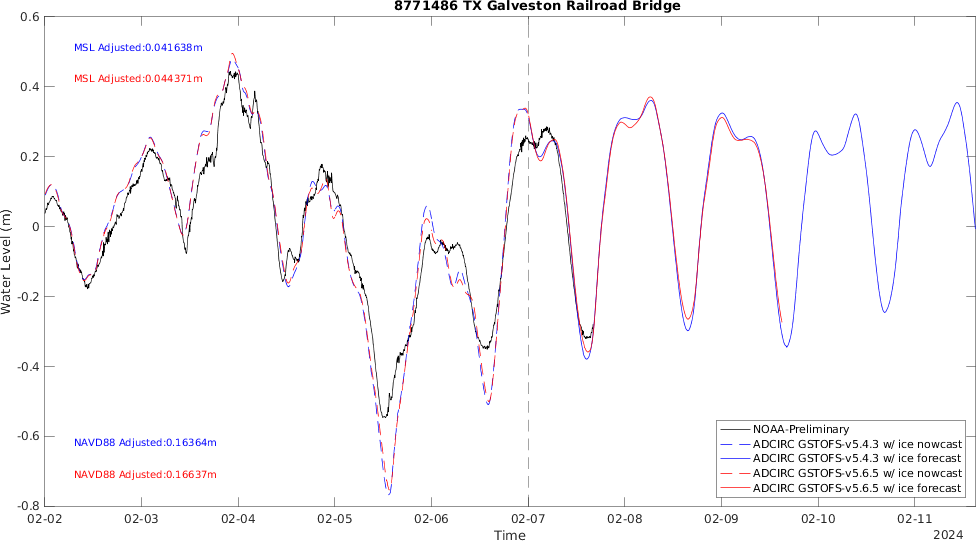 8771486 TX Galveston Railroad Bridge
0.6
0.4
0.2
0
-0.2
-0.4
-0.6
-0.8
Water Level (m)
MSL Adjusted:0.041638m
MSL Adjusted:0.044371m
NAVD88 Adjusted:0.16364m
NAVD88 Adjusted:0.16637m
NOAA-Preliminary
ADCIRC GSTOFS-v5.4.3 w/ice nowcast
ADCIRC GSTOFS-v5.4.3 w/ice forecast
ADCIRC GSTOFS-v5.6.5 w/ice nowcast
ADCIRC GSTOFS-v5.6.5 w/ice forecast
02-02 02-03 02-04 02-05 02-06 02-07 02-08 02-09 02-10 02-11
Time
2024